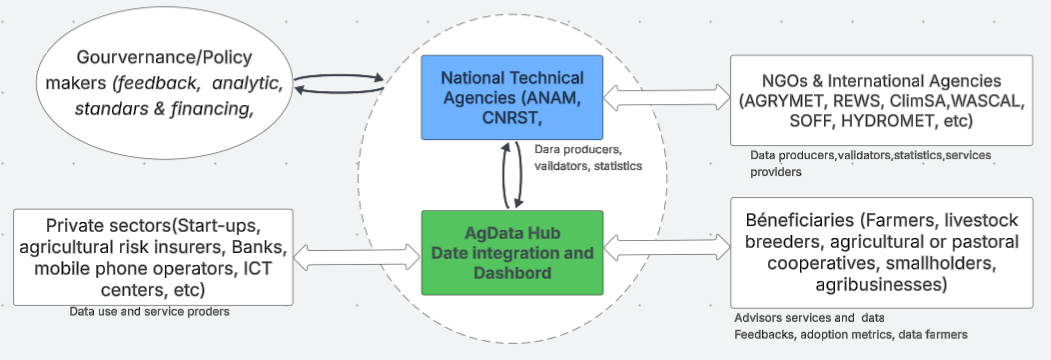 Gourvernance/Policy
makers (feedback, analytic,
standars & financing,
National Technical
Agencies (ANAM,
CNRST,
NGOs & International Agencies
(AGRYMET, REWS, ClimSA,WASCAL,
SOFF, HYDROMET, etc)
Dara producers,
vaildators, statistics
Data producers,validators,statistics,services
providers
Private sectors(Start-ups,
agricultural risk insurers, Banks,
mobile phone operators, ICT
centers, etc)
Data use and service proders
AgData Hub
Date integration and
Dashbord
Béneficiaries (Farmers, livestock
breeders, agricultural or pastoral
cooperatives, smallholders,
agribusinesses)
Advisors services and data
Feedbacks, adoption metrics, data farmers